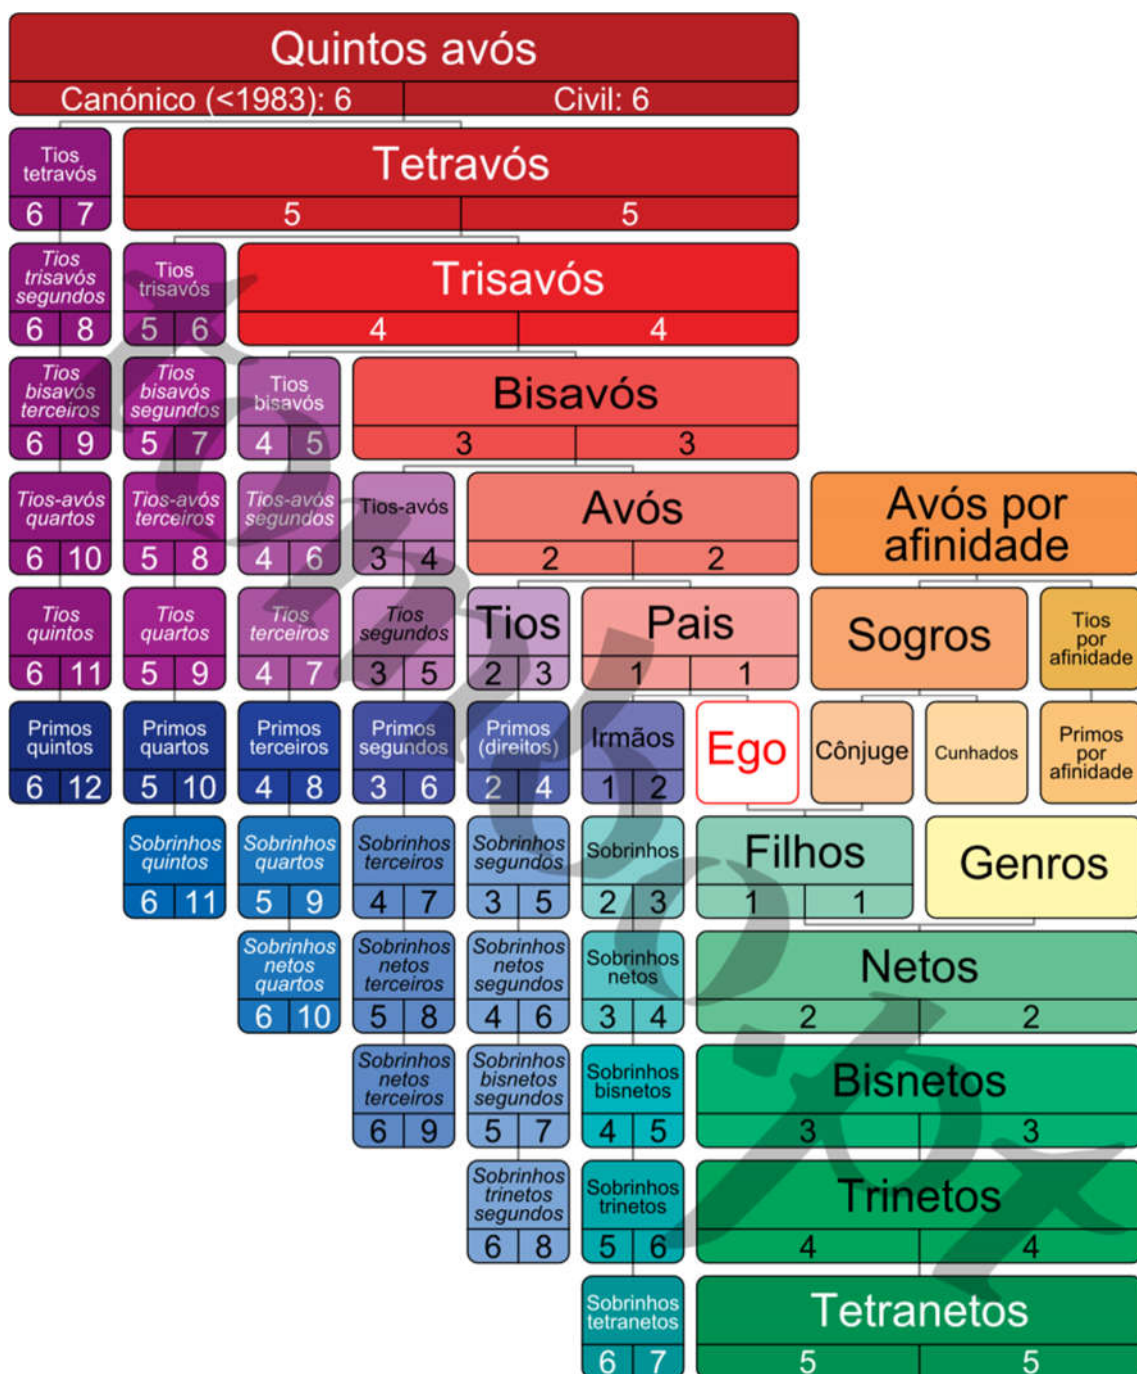 Quintos avós
Canónico (<1983): 6 Civil: 6
Tios
tetravós
6 7
Tetravós
5 5
Tios
trisavós
segundos
6 8
Tios
trisavós
5 6
Trisavós
4 4
Tios
bisavós
terceiros
6 9
Tios
bisavós
segundos
5 7
Tios
bisavós
4 5
Bisavós
3 3
Tios-avós
quartos
6 10
Tios-avós
terceiros
5 8
Tios-avós
segundos
4 6
Tios-avós
3 4
Avós
2 2
Avós por
afinidade
Tios
quintos
6 11
Tios
quartos
5 9
Tios
terceiros
4 7
Tios
segundos
3 5
Tios
2 3
Pais
1 1
Sogros
Tios
por
afinidade
Primos
quintos
6 12
Primos
quartos
5 10
Primos
terceiros
4 8
Primos
segundos
3 6
Primos
(direitos)
2 4
Irmãos
1 2
Ego
Cônjuge
Cunhados
Primos
por
afinidade
Sobrinhos
quintos
6 11
Sobrinhos
quartos
5 9
Sobrinhos
terceiros
4 7
Sobrinhos
segundos
3 5
Sobrinhos
2 3
Filhos
1 1
Genros
Sobrinhos
netos
quartos
6 10
Sobrinhos
netos
terceiros
5 8
Sobrinhos
netos
segundos
4 6
Sobrinhos
netos
3 4
Netos
2 2
Sobrinhos
netos
terceiros
6 9
Sobrinhos
bisnetos
segundos
5 7
Sobrinhos
bisnetos
4 5
Bisnetos
3 3
Sobrinhos
trinetos
segundos
6 8
Sobrinhos
trinetos
5 6
Trinetos
4 4
Sobrinhos
tetranetos
6 7
Tetranetos
5 5